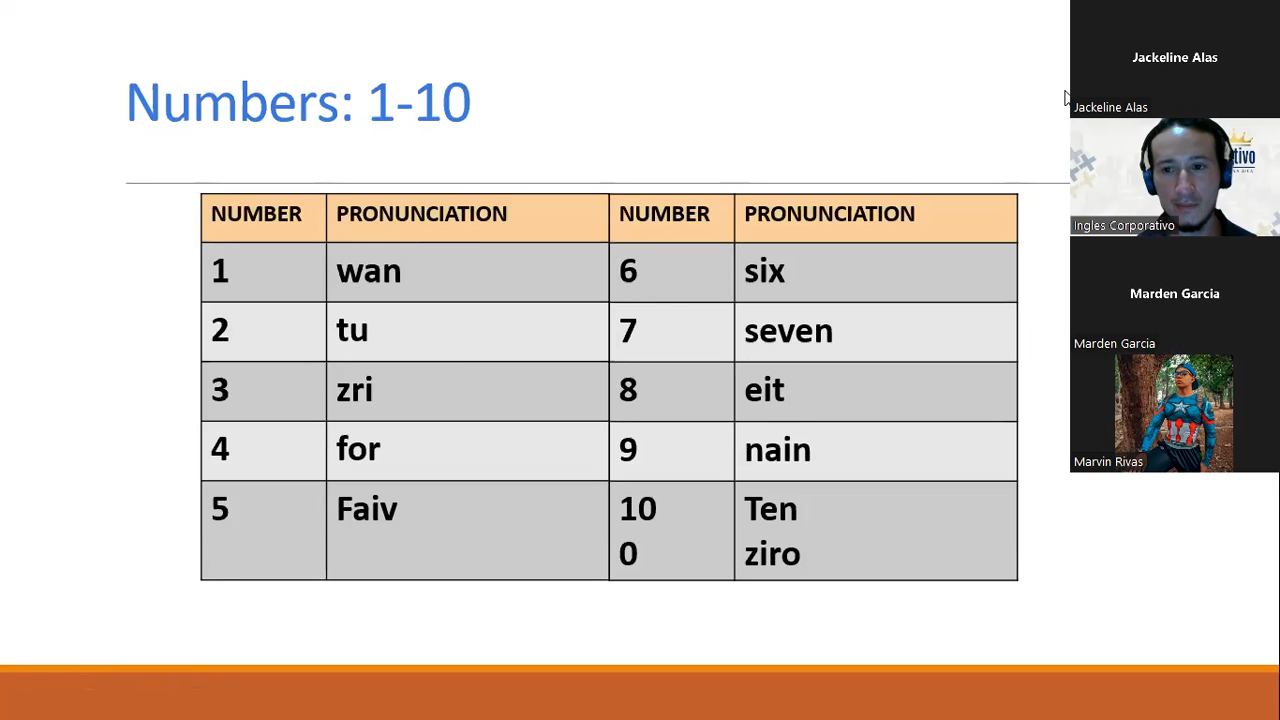 Numbers: 1-10
NUMBER PRONUNCIATION NUMBER PRONUNCIATION
1 wan 6 six
2 tu 7 seven
3 zri 8 eit
4 for 9 nain
5 Faiv 10 Ten
0 ziro
Jackeline Alas
Jackeline Alas
tivo
Ingles Corporativo
Marden Garcia
Marden Garcia
Marvin Rivas